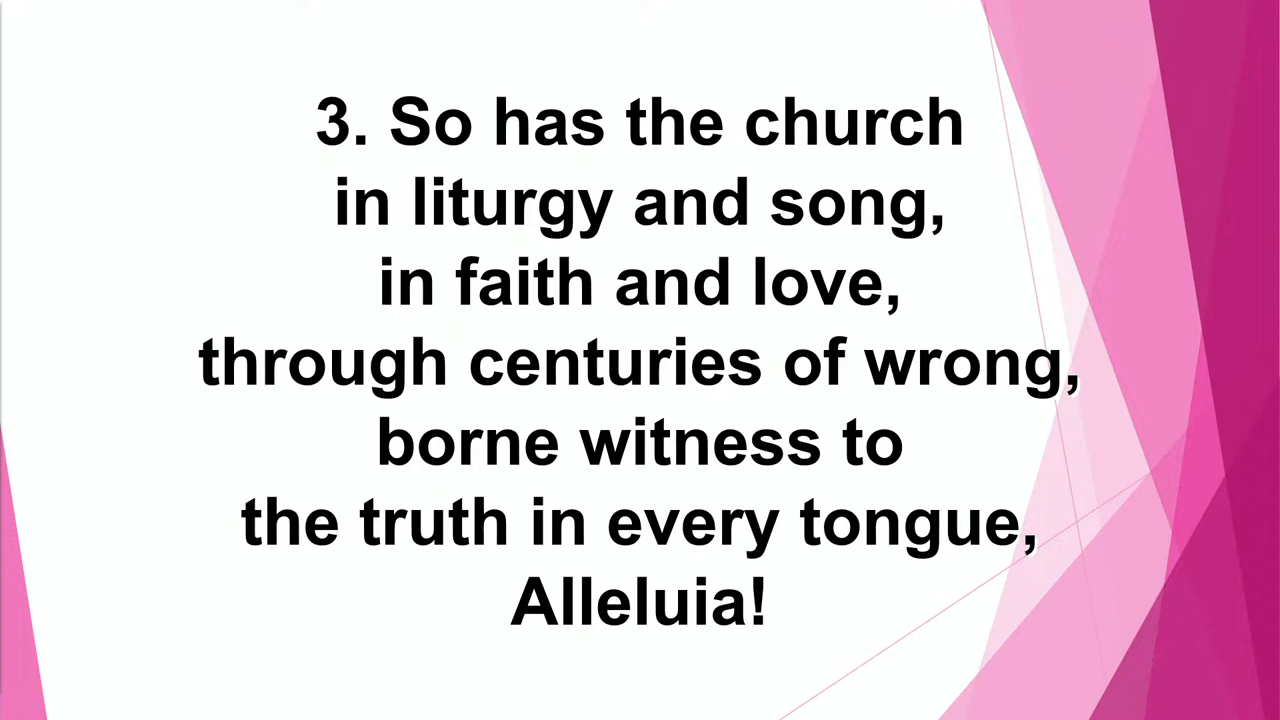 3. So has the church
in liturgy and song,
in faith and love,
through centuries of wrong,
borne witness to
the truth in every tongue,
Alleluia!